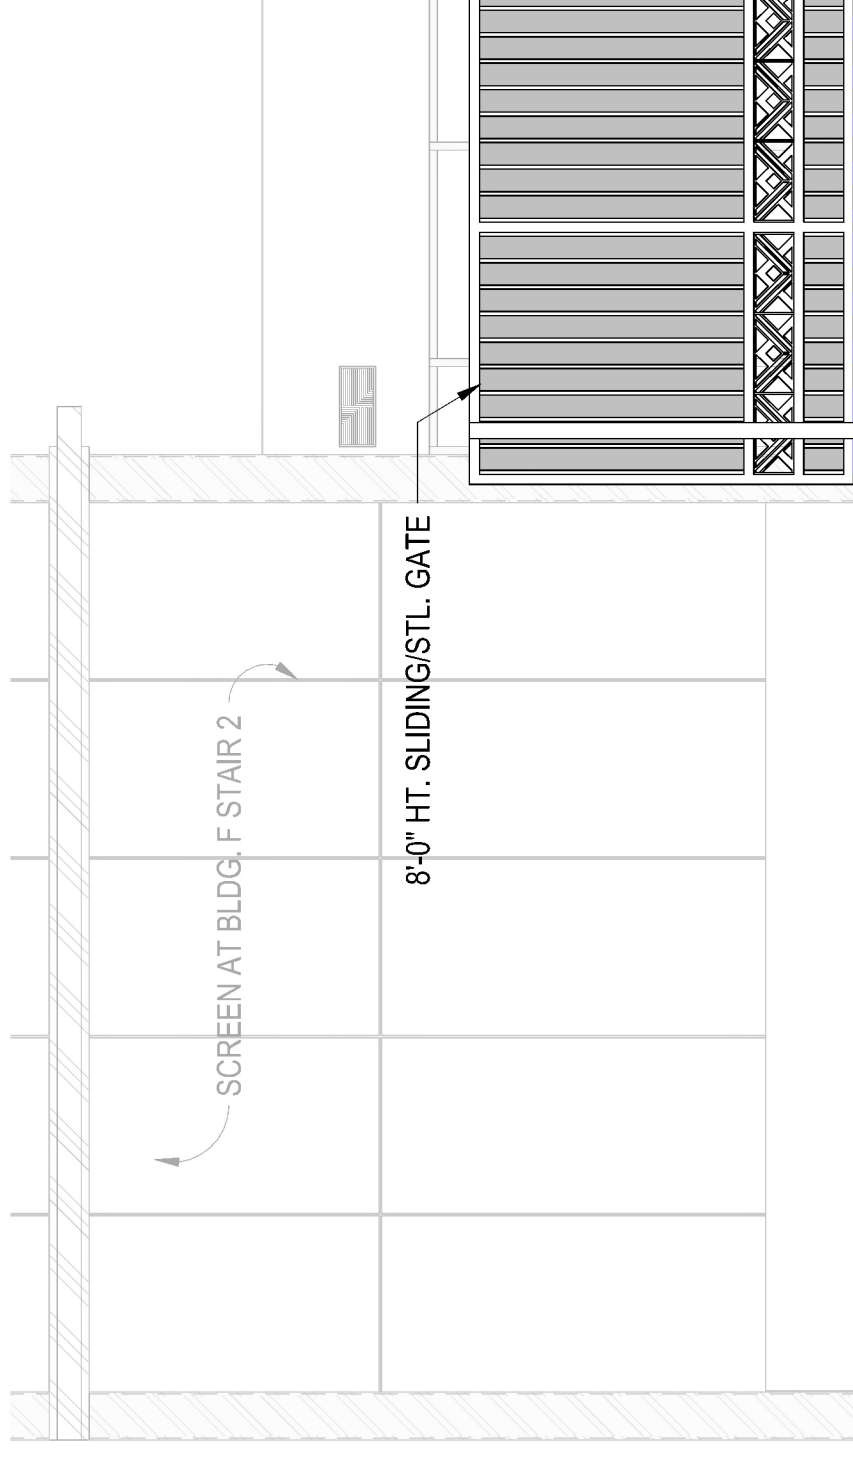 SCREEN AT BLDG. F STAIR 2
8'-0" HT. SLIDING/STL. GATE